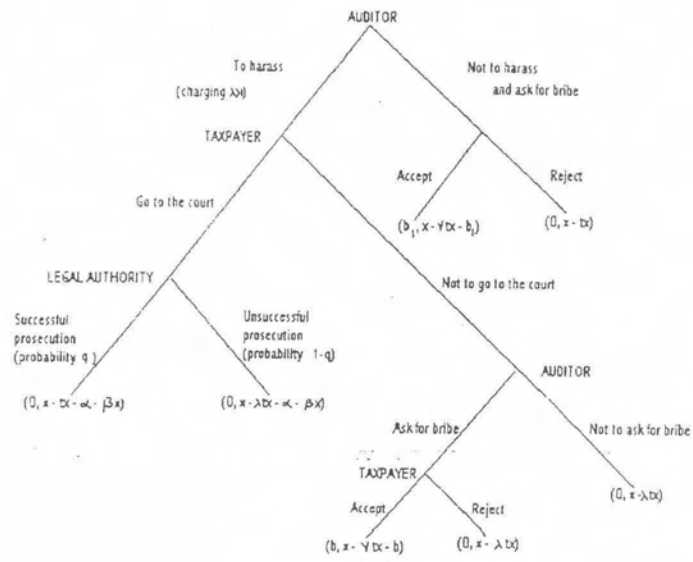 AUDITOR
To harass
(charging λx)
Not to harass
and ask for bribe
TAXPAYER
Accept
Reject
Go to the court
(b₁, x - γtx - b₁)
(0, x - tx)
LEGAL AUTHORITY
Not to go to the court
Successful
prosecution
(probability q)
Unsuccessful
prosecution
(probability 1-q)
AUDITOR
(0, x - tx - α - βx)
(0, x - λtx - α - βx)
Ask for bribe
Not to ask for bribe
TAXPAYER
(0, x - λtx)
Accept
Reject
(b, x - γtx - b)
(0, x - λtx)